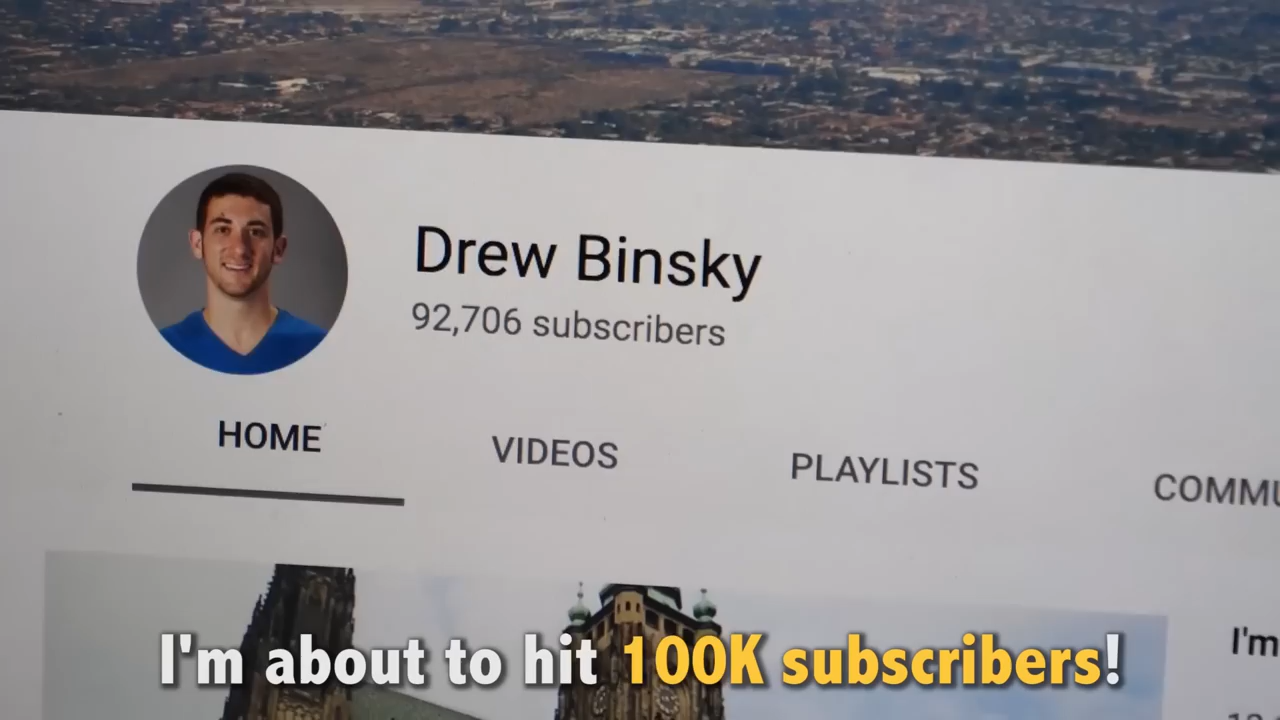 Drew Binsky
92,706 subscribers
HOME VIDEOS PLAYLISTS COMMU
I'm
I'm about to hit 100K subscribers!